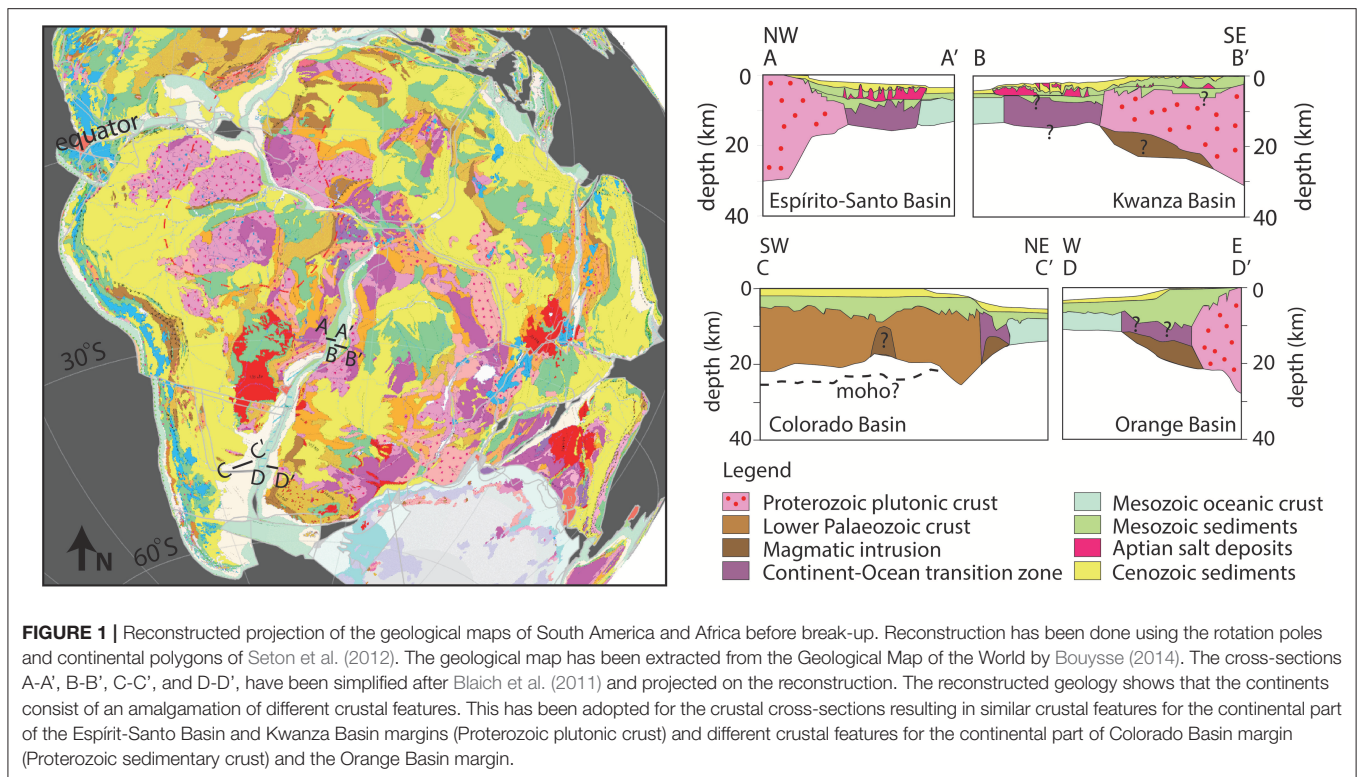 equator
30°S
60°S
N
A A'
B B'
C C'
D D'
NW SE
A A' B B'
0
20
40
depth (km)
? ? ? ?
Espírito-Santo Basin
Kwanza Basin
0
20
40
depth (km)
SW NE W E
C C' D D'
0
20
40
depth (km)
?
moho?
Colorado Basin
? ?
Orange Basin
0
20
40
depth (km)
Legend
Proterozoic plutonic crust
Lower Palaeozoic crust
Magmatic intrusion
Continent-Ocean transition zone
Mesozoic oceanic crust
Mesozoic sediments
Aptian salt deposits
Cenozoic sediments
FIGURE 1 | Reconstructed projection of the geological maps of South America and Africa before break-up. Reconstruction has been done using the rotation poles
and continental polygons of Seton et al. (2012). The geological map has been extracted from the Geological Map of the World by Bouysse (2014). The cross-sections
A-A', B-B', C-C', and D-D', have been simplified after Blaich et al. (2011) and projected on the reconstruction. The reconstructed geology shows that the continents
consist of an amalgamation of different crustal features. This has been adopted for the crustal cross-sections resulting in similar crustal features for the continental part
of the Espírit-Santo Basin and Kwanza Basin margins (Proterozoic plutonic crust) and different crustal features for the continental part of Colorado Basin margin
(Proterozoic sedimentary crust) and the Orange Basin margin.